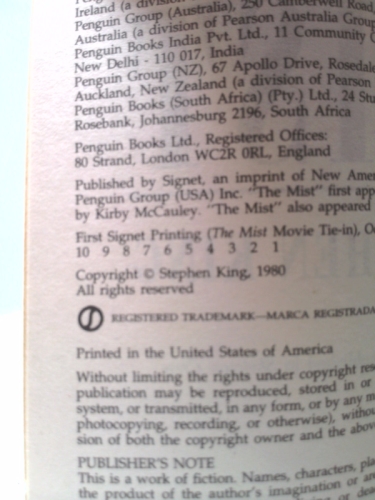 Ireland (a division
Penguin Group (Australia), 250 Camberwell Road,
Australia (a division of Pearson Australia Group
Penguin Books India Pvt. Ltd., 11 Community
New Delhi - 110 017, India
Penguin Group (NZ), 67 Apollo Drive, Rosedale
Auckland, New Zealand (a division of Pearson
Penguin Books (South Africa) (Pty.) Ltd., 24 Stu
Rosebank, Johannesburg 2196, South Africa
Penguin Books Ltd., Registered Offices:
80 Strand, London WC2R 0RL, England
Published by Signet, an imprint of New Amer
Penguin Group (USA) Inc. "The Mist" first app
by Kirby McCauley. "The Mist" also appeared
First Signet Printing (The Mist Movie Tie-in), O
10 9 8 7 6 5 4 3 2 1
Copyright © Stephen King, 1980
All rights reserved
REGISTERED TRADEMARK—MARCA REGISTRADA
Printed in the United States of America
Without limiting the rights under copyright res
publication may be reproduced, stored in or
system, or transmitted, in any form, or by any m
photocopying, recording, or otherwise), witho
sion of both the copyright owner and the abov
PUBLISHER'S NOTE
This is a work of fiction. Names, characters, pla
the product of the author's imagination or ar